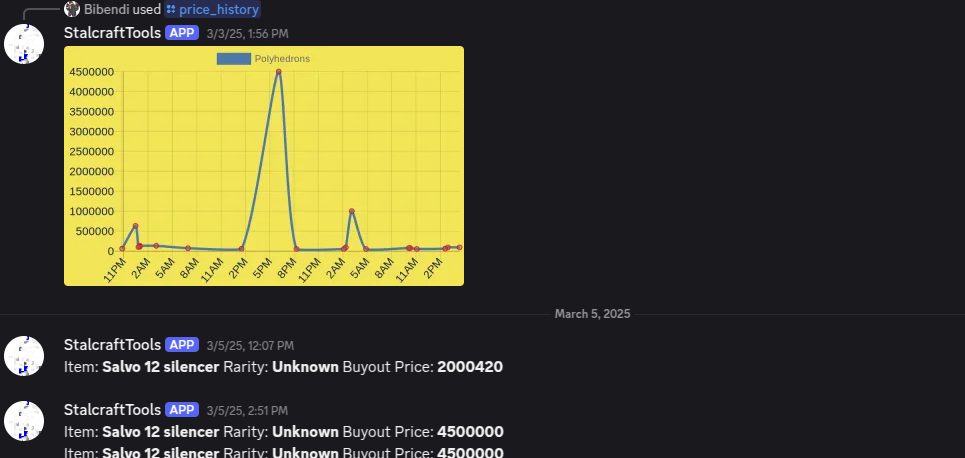 Bibendi used price_history
StalcraftTools APP 3/3/25, 1:56 PM
Polyhedrons
4500000
4000000
3500000
3000000
2500000
2000000
1500000
1000000
500000
0
11PM 2AM 5AM 8AM 11AM 2PM 5PM 8PM 11PM 2AM 5AM 8AM 11AM 2PM
March 5, 2025
StalcraftTools APP 3/5/25, 12:07 PM
Item: Salvo 12 silencer Rarity: Unknown Buyout Price: 2000420
StalcraftTools APP 3/5/25, 2:51 PM
Item: Salvo 12 silencer Rarity: Unknown Buyout Price: 4500000
Item: Salvo 12 silencer Rarity: Unknown Buyout Price: 4500000